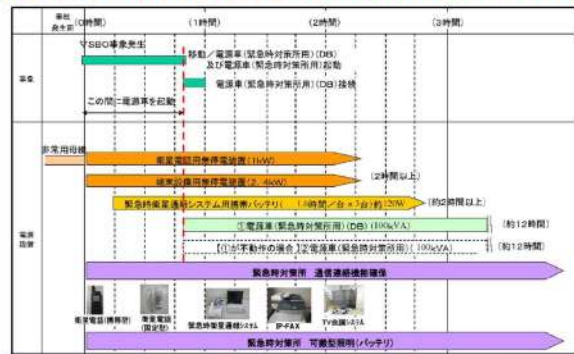 事故
発生前
(0時間)
(1時間)
(2時間)
(3時間)
事象
▽SBO事象発生
移動／電源車(緊急時対策所用)(DB)
及び電源車(緊急時対策所用)起動
電源車(緊急時対策所用)(DB)接続
この間に電源車を起動
電源設備
非常用母線
衛星電話用無停電装置(1kW)
端末設備用無停電装置(2.4kW)
(2時間以上)
緊急時衛星通報システム用携帯バッテリ(
時間／台×3台)約120W
(約2時間以上)
①電源車(緊急時対策所用)(DB)(100kVA)
(約12時間)
【①が不動作の場合】②電源車(緊急時対策所用)(100kVA)
(約12時間)
緊急時対策所 通信連絡機能確保
衛星電話(携帯型)
衛星電話
(固定型)
緊急時衛星通報システム
IP-FAX
TV会議システム
緊急時対策所 可搬型照明(バッテリ)